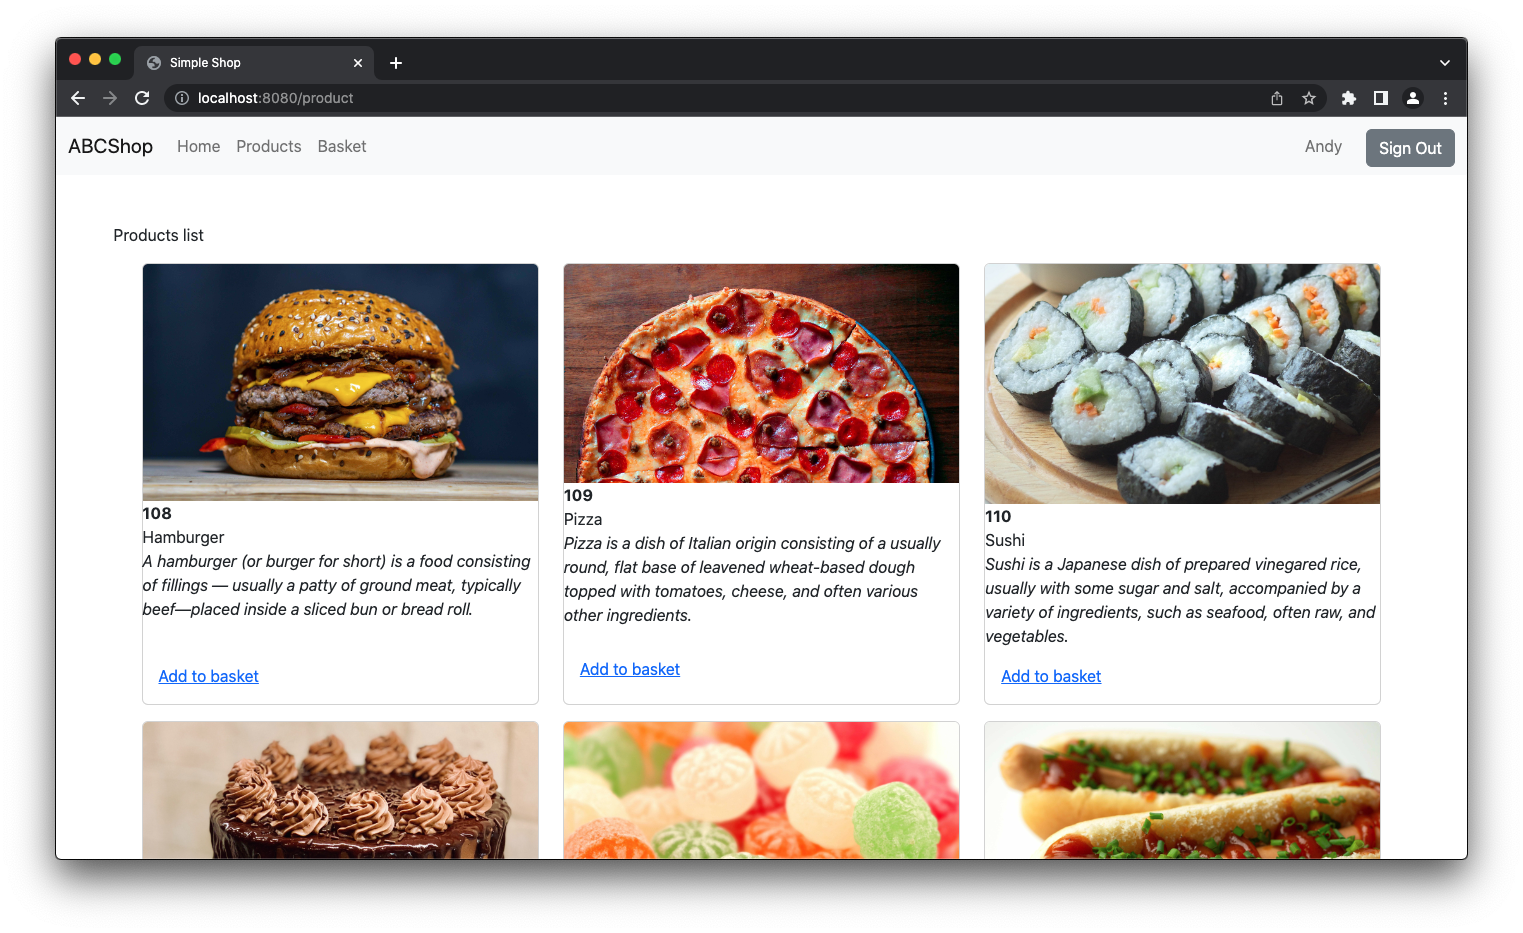 Simple Shop
localhost:8080/product
ABCShop Home Products Basket Andy Sign Out
Products list
108
Hamburger
A hamburger (or burger for short) is a food consisting
of fillings — usually a patty of ground meat, typically
beef—placed inside a sliced bun or bread roll.
Add to basket
109
Pizza
Pizza is a dish of Italian origin consisting of a usually
round, flat base of leavened wheat-based dough
topped with tomatoes, cheese, and often various
other ingredients.
Add to basket
110
Sushi
Sushi is a Japanese dish of prepared vinegared rice,
usually with some sugar and salt, accompanied by a
variety of ingredients, such as seafood, often raw, and
vegetables.
Add to basket